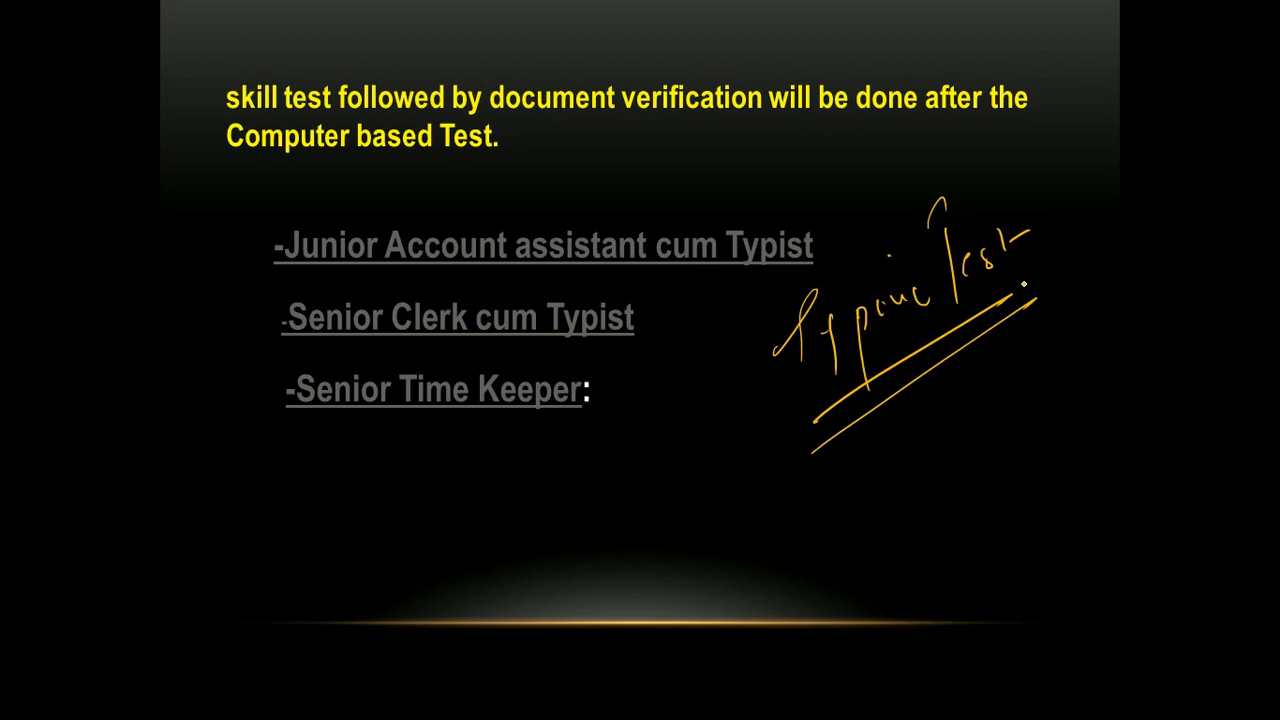 skill test followed by document verification will be done after the
Computer based Test.
-Junior Account assistant cum Typist
-Senior Clerk cum Typist
-Senior Time Keeper:
Typing Test